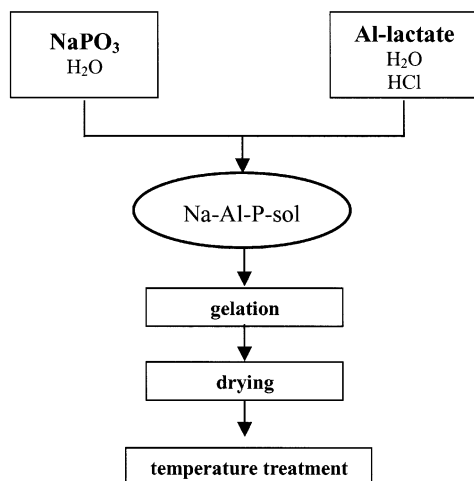 NaPO₃
H₂O
Al-lactate
H₂O
HCl
Na-Al-P-sol
gelation
drying
temperature treatment